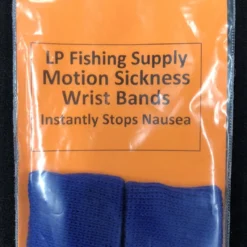 LP Fishing Supply
Motion Sickness
Wrist Bands
Instantly Stops Nausea